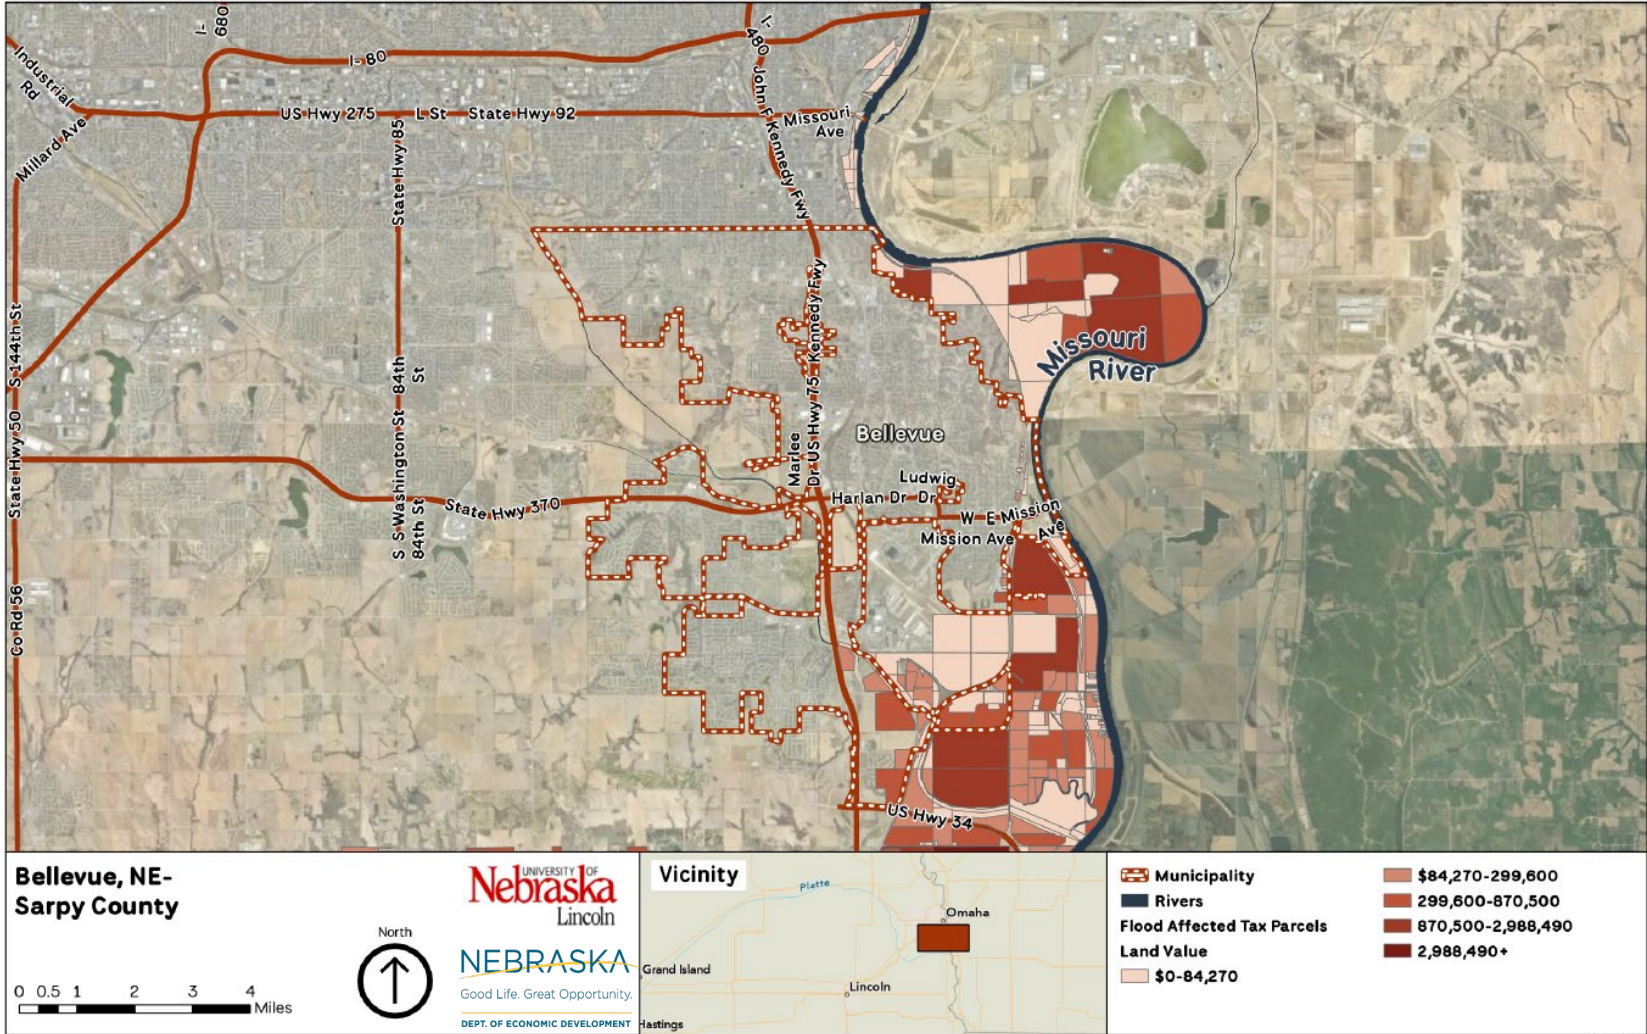 I-
680
I-
480
I- 80
Industrial
Rd
US Hwy 275
L St
State Hwy 92
Missouri
Ave
Millard Ave
State Hwy 85
John F Kennedy Fwy
S 144th St
84th
St
Dr US Hwy 75
Kennedy Fwy
Missouri
River
Marlee
Bellevue
State Hwy 50
S S Washington St
84th St
Ludwig
Harlan Dr
Dr
State Hwy 370
W
E Mission
Mission Ave
Ave
Co Rd 56
US Hwy 34
Bellevue, NE-
Sarpy County
0 0.5 1 2 3 4
Miles
North
UNIVERSITY OF
Nebraska
Lincoln
NEBRASKA
Good Life. Great Opportunity.
DEPT. OF ECONOMIC DEVELOPMENT
Vicinity
Platte
Omaha
Grand Island
Lincoln
Hastings
Municipality
Rivers
Flood Affected Tax Parcels
Land Value
$0-84,270
$84,270-299,600
299,600-870,500
870,500-2,988,490
2,988,490+